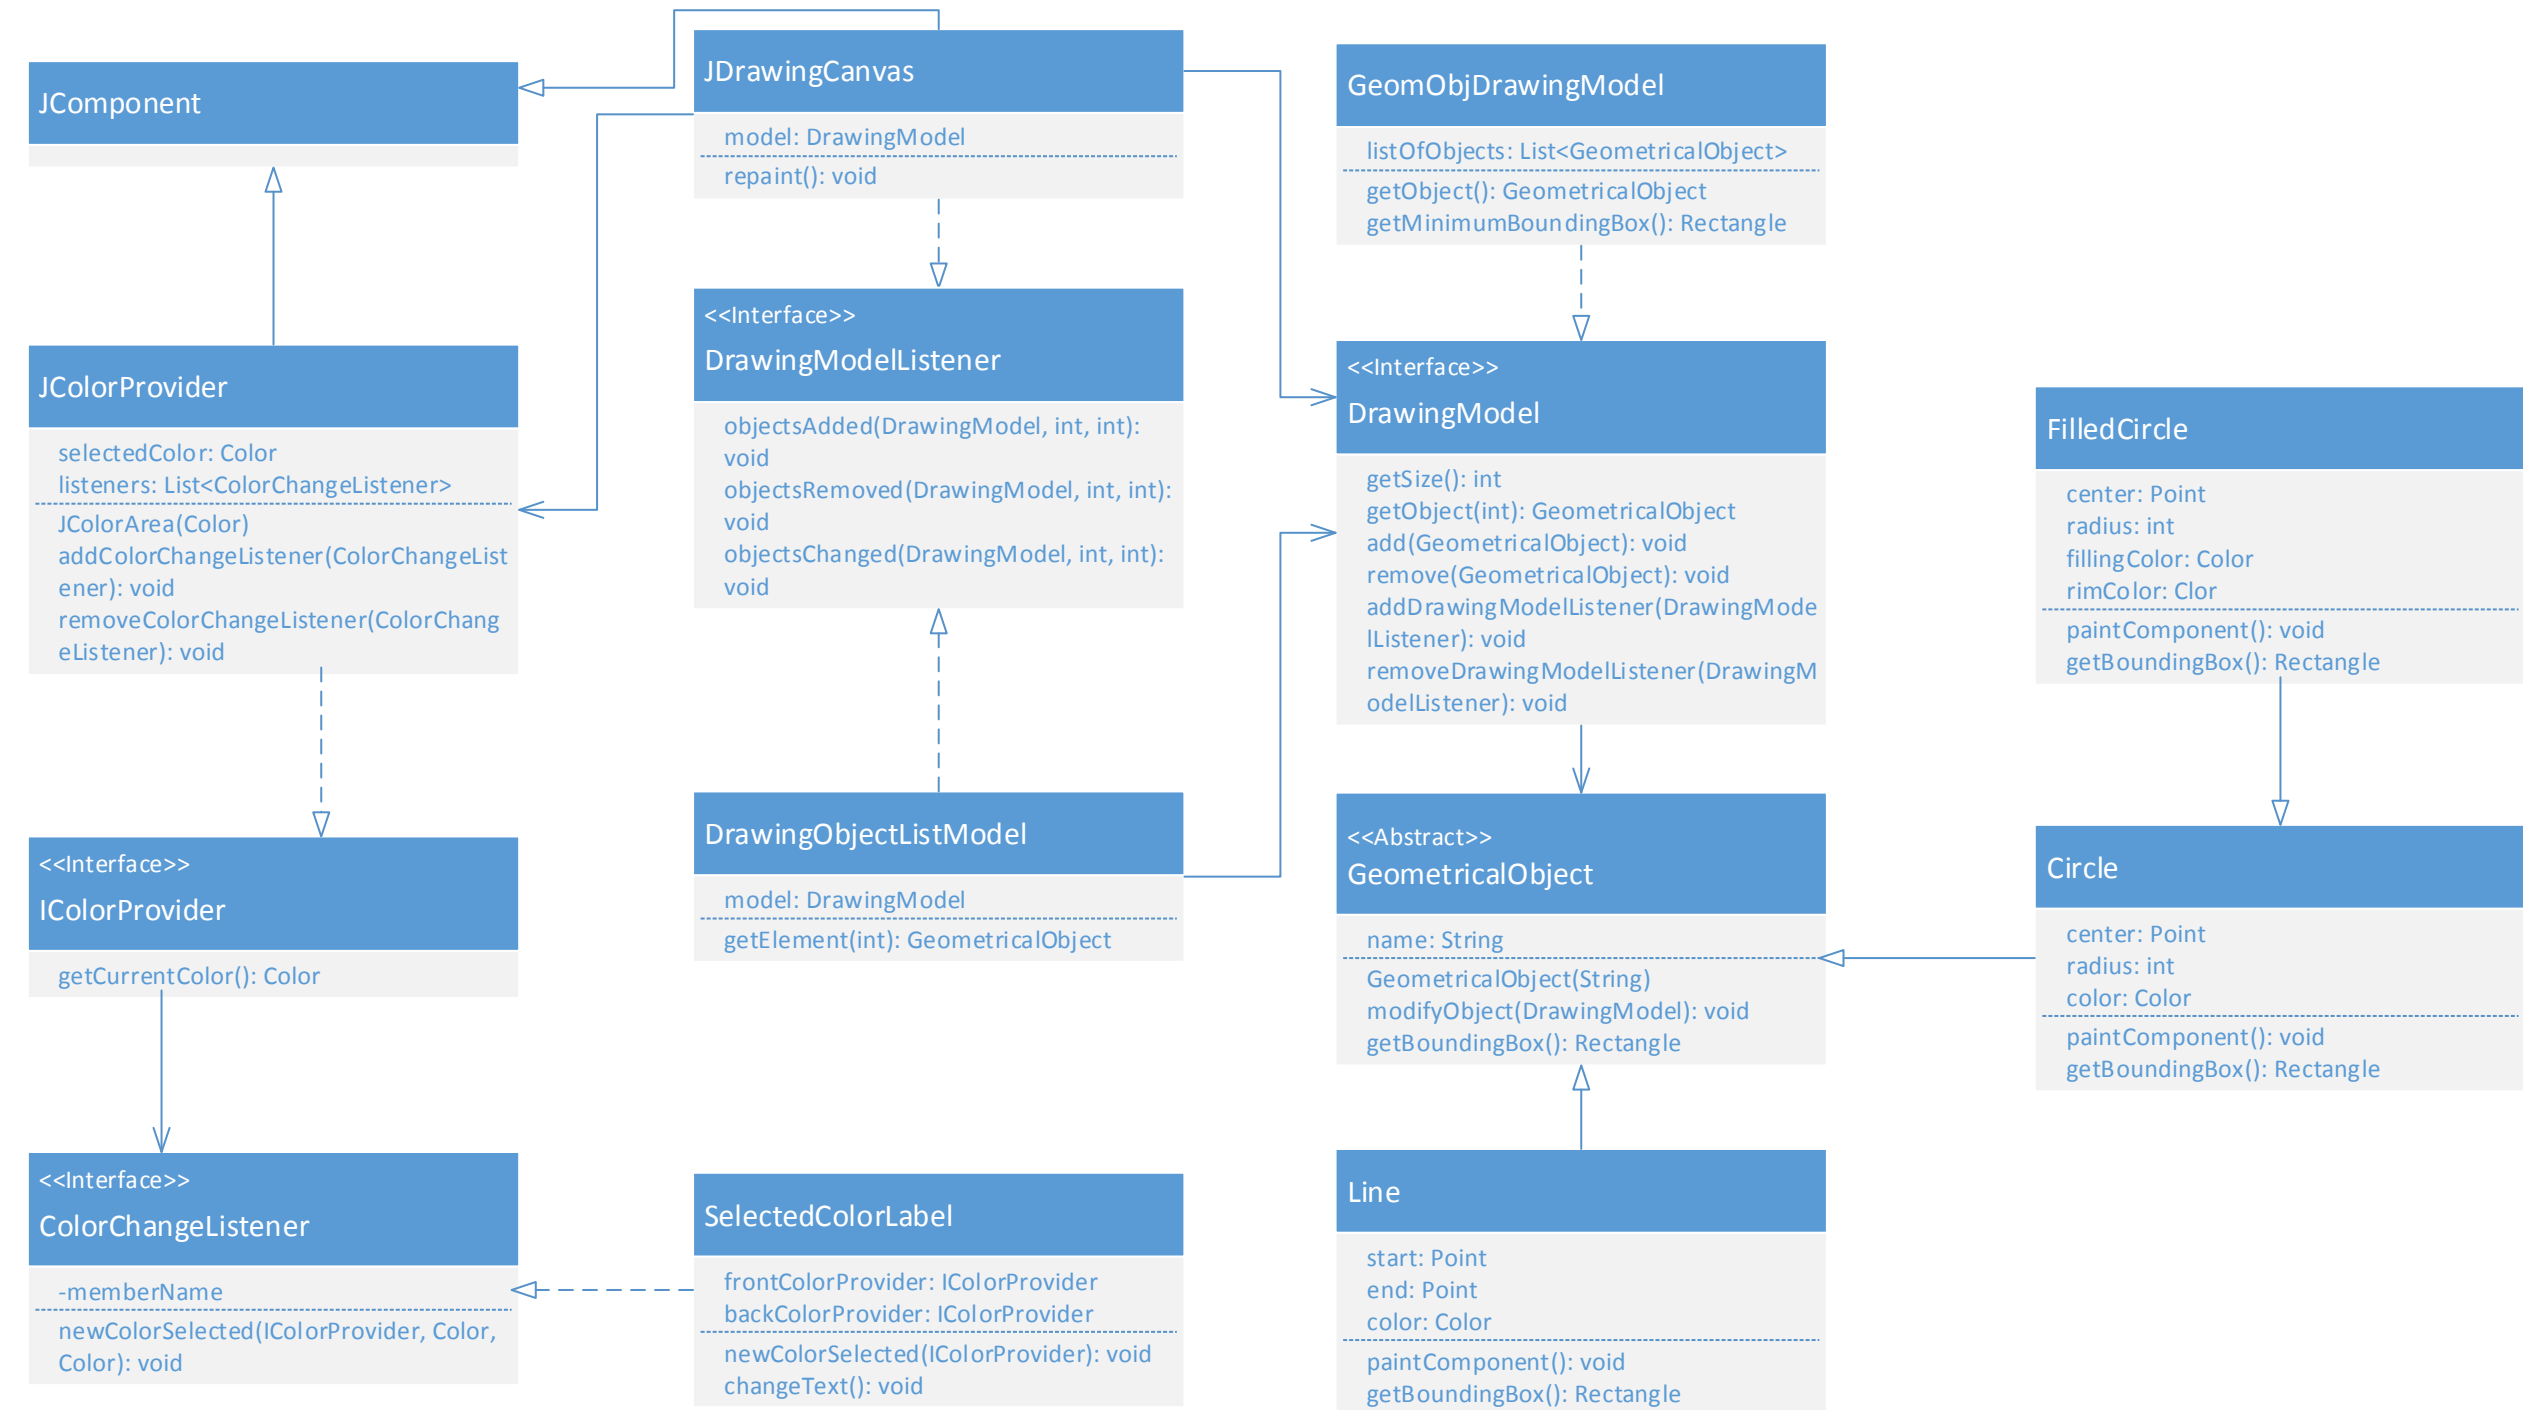 JComponent
JDrawingCanvas
model: DrawingModel
repaint(): void
GeomObjDrawingModel
listOfObjects: List<GeometricalObject>
getObject(): GeometricalObject
getMinimumBoundingBox(): Rectangle
JColorProvider
selectedColor: Color
listeners: List<ColorChangeListener>
JColorArea(Color)
addColorChangeListener(ColorChangeList
ener): void
removeColorChangeListener(ColorChang
eListener): void
<<Interface>>
DrawingModelListener
objectsAdded(DrawingModel, int, int):
void
objectsRemoved(DrawingModel, int, int):
void
objectsChanged(DrawingModel, int, int):
void
<<Interface>>
DrawingModel
getSize(): int
getObject(int): GeometricalObject
add(GeometricalObject): void
remove(GeometricalObject): void
addDrawingModelListener(DrawingMode
lListener): void
removeDrawingModelListener(DrawingM
odelListener): void
FilledCircle
center: Point
radius: int
fillingColor: Color
rimColor: Clor
paintComponent(): void
getBoundingBox(): Rectangle
<<Interface>>
IColorProvider
getCurrentColor(): Color
DrawingObjectListModel
model: DrawingModel
getElement(int): GeometricalObject
<<Abstract>>
GeometricalObject
name: String
GeometricalObject(String)
modifyObject(DrawingModel): void
getBoundingBox(): Rectangle
Circle
center: Point
radius: int
color: Color
paintComponent(): void
getBoundingBox(): Rectangle
<<Interface>>
ColorChangeListener
-memberName
newColorSelected(IColorProvider, Color,
Color): void
SelectedColorLabel
frontColorProvider: IColorProvider
backColorProvider: IColorProvider
newColorSelected(IColorProvider): void
changeText(): void
Line
start: Point
end: Point
color: Color
paintComponent(): void
getBoundingBox(): Rectangle